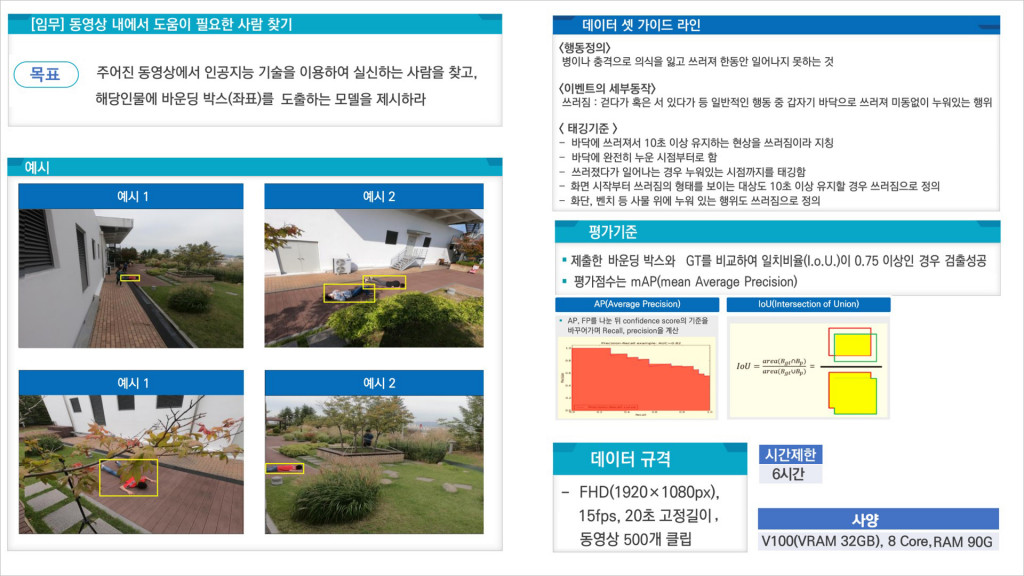 [임무] 동영상 내에서 도움이 필요한 사람 찾기
목표
주어진 동영상에서 인공지능 기술을 이용하여 실신하는 사람을 찾고,
해당인물에 바운딩 박스(좌표)를 도출하는 모델을 제시하라
예시
예시 1
예시 2
예시 1
예시 2
데이터 셋 가이드 라인
<행동정의>
병이나 충격으로 의식을 잃고 쓰러져 한동안 일어나지 못하는 것
<이벤트의 세부동작>
쓰러짐 : 걷다가 혹은 서 있다가 등 일반적인 행동 중 갑자기 바닥으로 쓰러져 미동없이 누워있는 행위
< 태깅기준 >
- 바닥에 쓰러져서 10초 이상 유지하는 현상을 쓰러짐이라 지칭
- 바닥에 완전히 누운 시점부터로 함
- 쓰러졌다가 일어나는 경우 누워있는 시점까지를 태깅함
- 화면 시작부터 쓰러짐의 형태를 보이는 대상도 10초 이상 유지할 경우 쓰러짐으로 정의
- 화단, 벤치 등 사물 위에 누워 있는 행위도 쓰러짐으로 정의
평가기준
▪ 제출한 바운딩 박스와 GT를 비교하여 일치비율(I.o.U.)이 0.75 이상인 경우 검출성공
▪ 평가점수는 mAP(mean Average Precision)
AP(Average Precision)
• AP, FP를 나눈 뒤 confidence score의 기준을
바꾸어가며 Recall, precision을 계산
IoU(Intersection of Union)
IoU = area(Rgt∩Rp) / area(Rgt∪Rp) =
데이터 규격
- FHD(1920×1080px),
15fps, 20초 고정길이,
동영상 500개 클립
시간제한
6시간
사양
V100(VRAM 32GB), 8 Core, RAM 90G